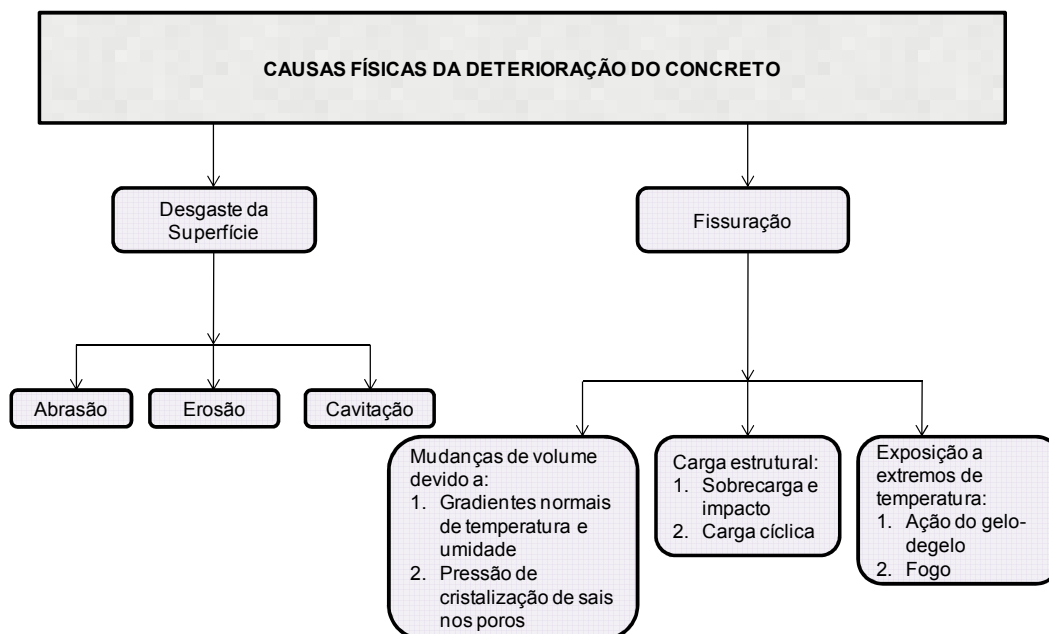 CAUSAS FÍSICAS DA DETERIORAÇÃO DO CONCRETO
Desgaste da
Superfície
Fissuração
Abrasão
Erosão
Cavitação
Mudanças de volume
devido a:
1. Gradientes normais
de temperatura e
umidade
2. Pressão de
cristalização de sais
nos poros
Carga estrutural:
1. Sobrecarga e
impacto
2. Carga cíclica
Exposição a
extremos de
temperatura:
1. Ação do gelo-
degelo
2. Fogo